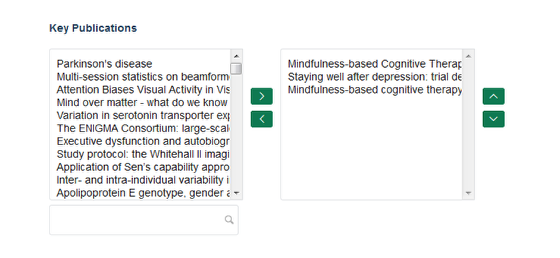 Key Publications
Parkinson's disease
Multi-session statistics on beamform
Attention Biases Visual Activity in Vis
Mind over matter - what do we know
Variation in serotonin transporter exp
The ENIGMA Consortium: large-scal
Executive dysfunction and autobiogr
Study protocol: the Whitehall II imagi
Application of Sen's capability appro
Inter- and intra-individual variability i
Apolipoprotein E genotype, gender a
Mindfulness-based Cognitive Therap
Staying well after depression: trial de
Mindfulness-based cognitive therapy